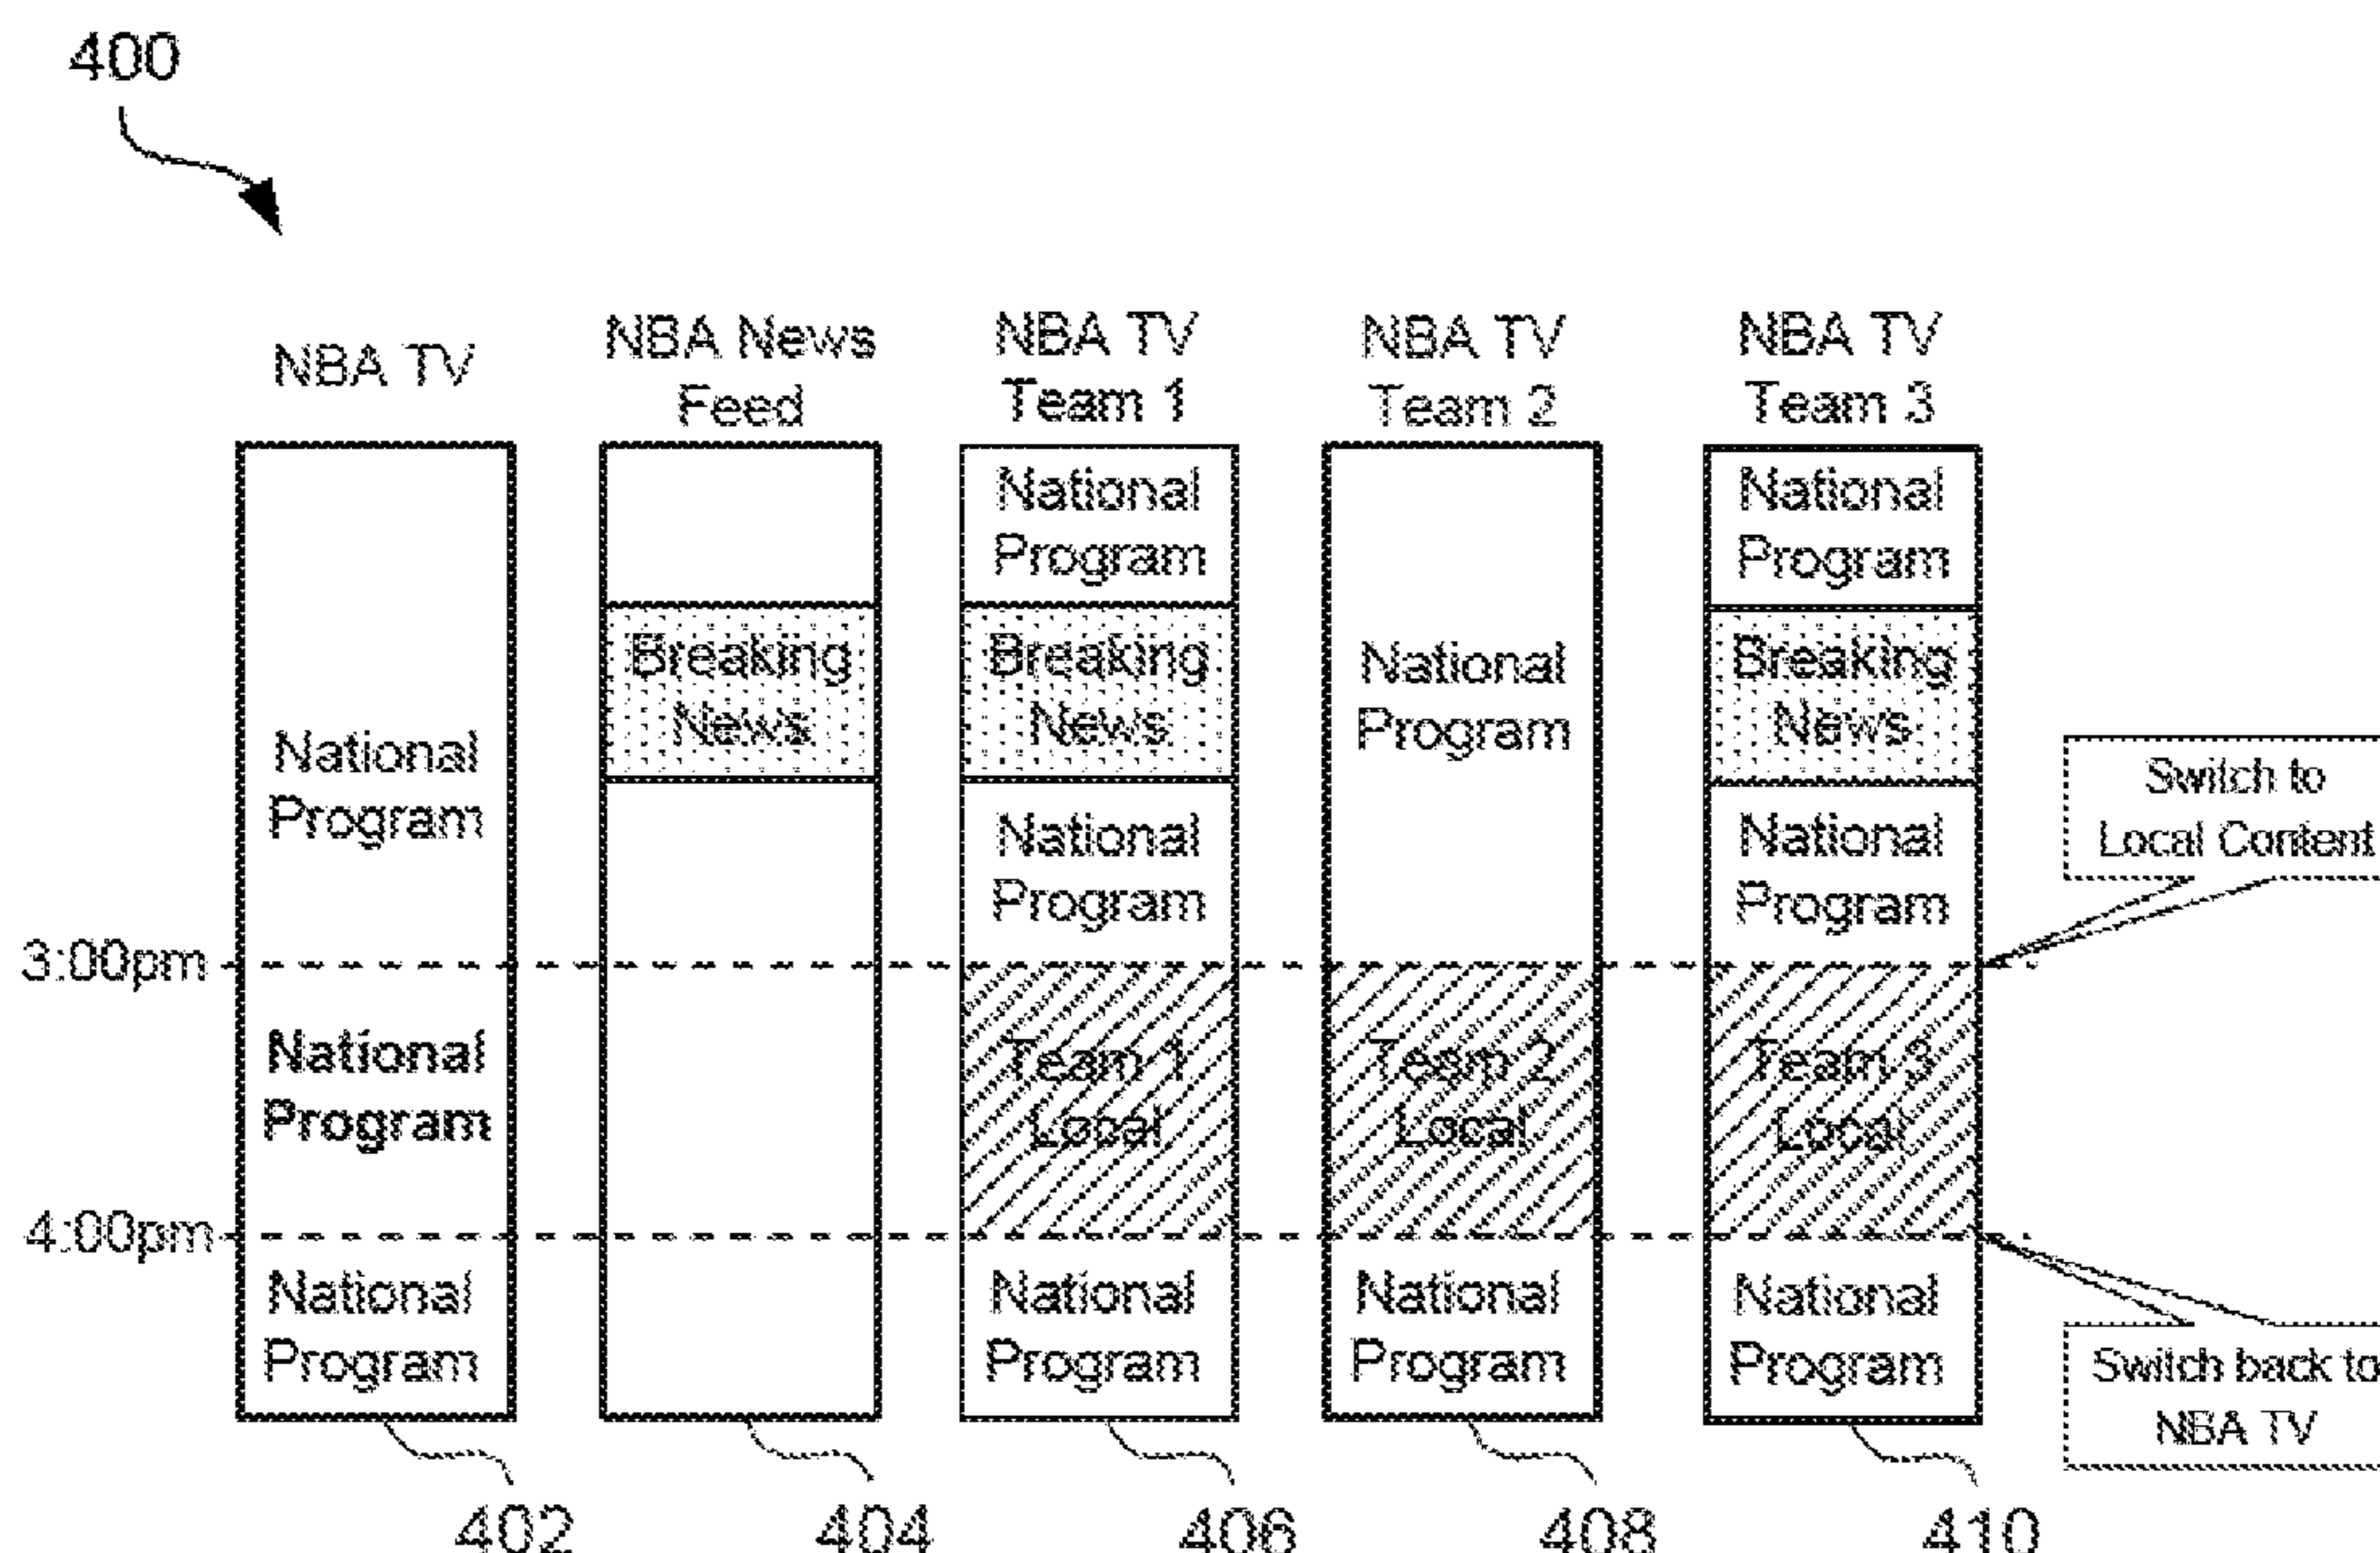 400
NBA TV
NBA News
Feed
NBA TV
Team 1
NBA TV
Team 2
NBA TV
Team 3
National
Program
National
Program
National
Program
Breaking
News
Breaking
News
National
Program
National
Program
National
Program
Breaking
News
National
Program
Switch to
Local Content
3:00pm
Team 1
Local
Team 2
Local
Team 3
Local
4:00pm
National
Program
National
Program
National
Program
National
Program
Switch back to
NBA TV
402
404
406
408
410